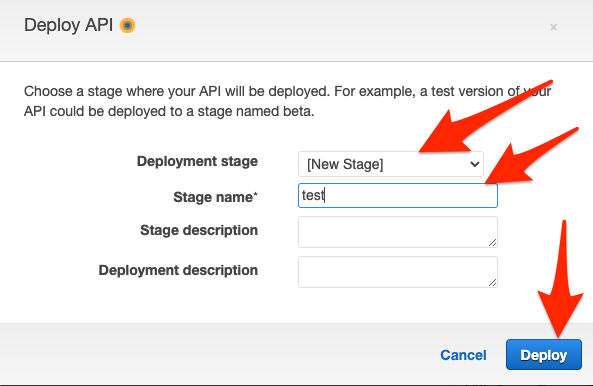 Deploy API
×
Choose a stage where your API will be deployed. For example, a test version of your
API could be deployed to a stage named beta.
Deployment stage [New Stage]
Stage name* test
Stage description
Deployment description
Cancel Deploy